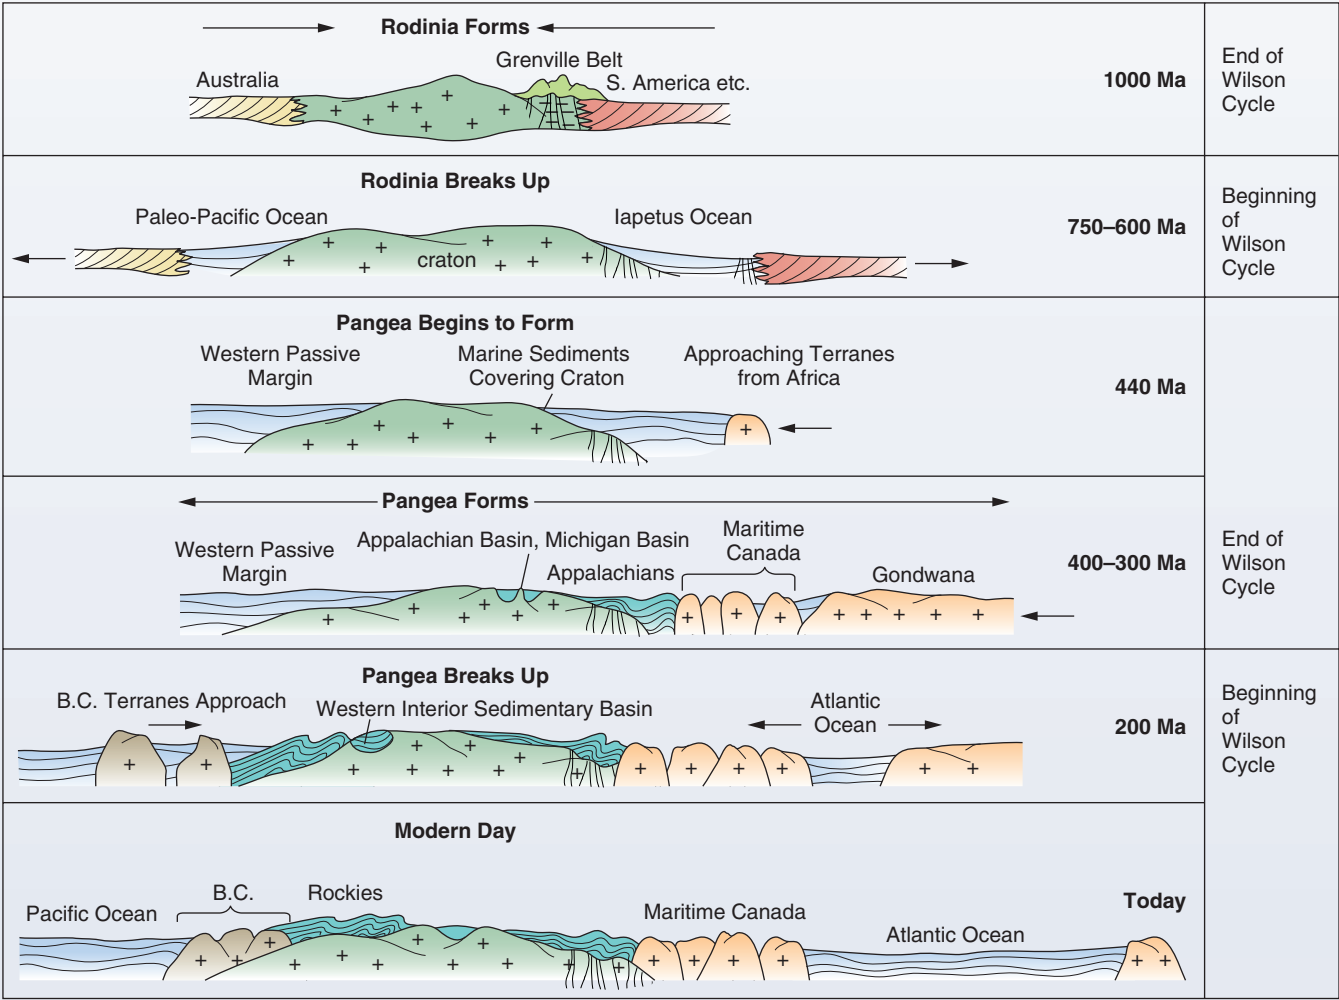 Rodinia Forms
Grenville Belt
Australia
S. America etc.
1000 Ma
End of
Wilson
Cycle
Rodinia Breaks Up
Paleo-Pacific Ocean
Iapetus Ocean
craton
750–600 Ma
Beginning
of
Wilson
Cycle
Pangea Begins to Form
Western Passive
Margin
Marine Sediments
Covering Craton
Approaching Terranes
from Africa
440 Ma
Pangea Forms
Western Passive
Margin
Appalachian Basin, Michigan Basin
Appalachians
Maritime
Canada
Gondwana
400–300 Ma
End of
Wilson
Cycle
Pangea Breaks Up
B.C. Terranes Approach
Western Interior Sedimentary Basin
Atlantic
Ocean
200 Ma
Beginning
of
Wilson
Cycle
Modern Day
Pacific Ocean
B.C.
Rockies
Maritime Canada
Atlantic Ocean
Today